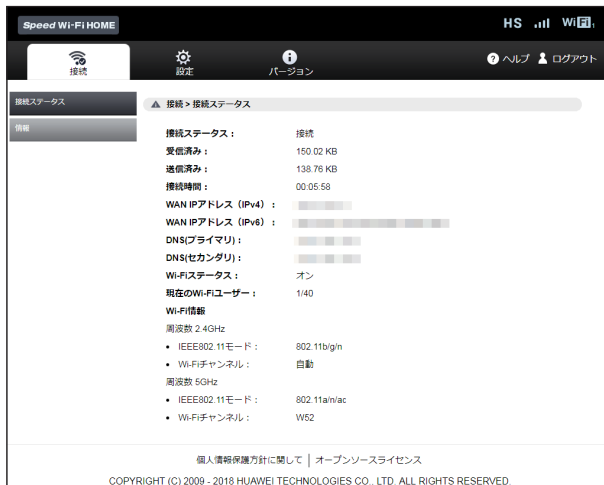 Speed Wi-Fi HOME
HS
WiFi 1
接続
設定
バージョン
? ヘルプ
ログアウト
接続ステータス
情報
接続 > 接続ステータス
接続ステータス： 接続
受信済み： 150.02 KB
送信済み： 138.76 KB
接続時間： 00:05:58
WAN IPアドレス（IPv4）：
WAN IPアドレス（IPv6）：
DNS(プライマリ)：
DNS(セカンダリ)：
Wi-Fiステータス： オン
現在のWi-Fiユーザー： 1/40
Wi-Fi情報
周波数 2.4GHz
• IEEE802.11モード： 802.11b/g/n
• Wi-Fiチャンネル： 自動
周波数 5GHz
• IEEE802.11モード： 802.11a/n/ac
• Wi-Fiチャンネル： W52
個人情報保護方針に関して | オープンソースライセンス
COPYRIGHT (C) 2009 - 2018 HUAWEI TECHNOLOGIES CO., LTD. ALL RIGHTS RESERVED.